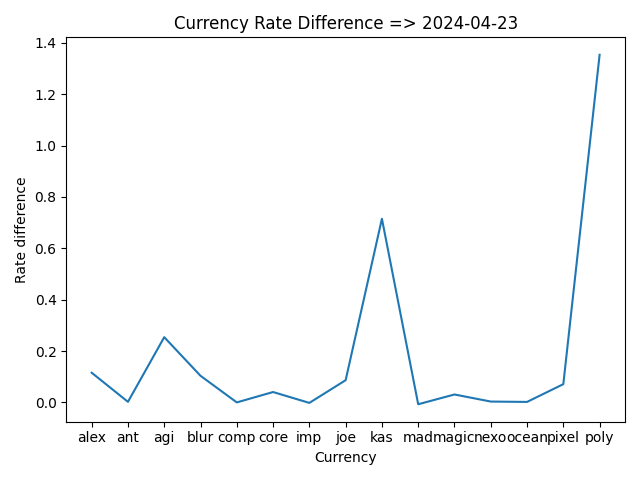 Currency Rate Difference => 2024-04-23
1.4
1.2
1.0
0.8
0.6
0.4
0.2
0.0
Rate difference
alex ant agi blur comp core imp joe kas mad magic nexo ocean pixel poly
Currency